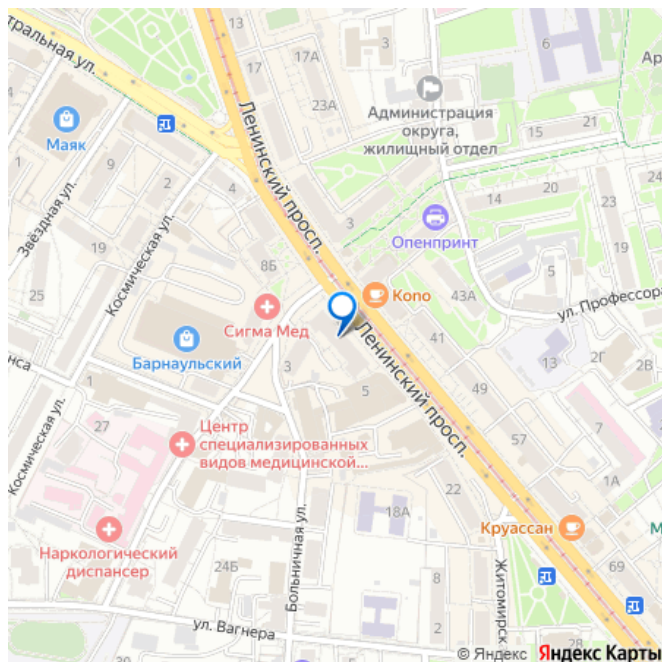 13
6
тральная ул.
17
17А
Ар
23А
Администрация
округа,
жилищный отдел
15
21
Маяк
9
2
Ленинский просп.
4
14
20
3
Звёздная ул.
Космическая ул.
Опенпринт
19
19
5
8Б
25
Kопо
43А
ул. Профессора
Сигма Мед
Барнаульский
41
3
1
13
2Г
2В
нса
Ленинский просп.
5
49
Космическая ул.
27
Центр
специализированных
видов медицинской...
7
57
1А
22
18А
Круассан
М
Наркологический
диспансер
24Б
Больничная ул.
69
8
Житомирск
ул. Вагнера
2
28
© Яндекс Яндекс Карты